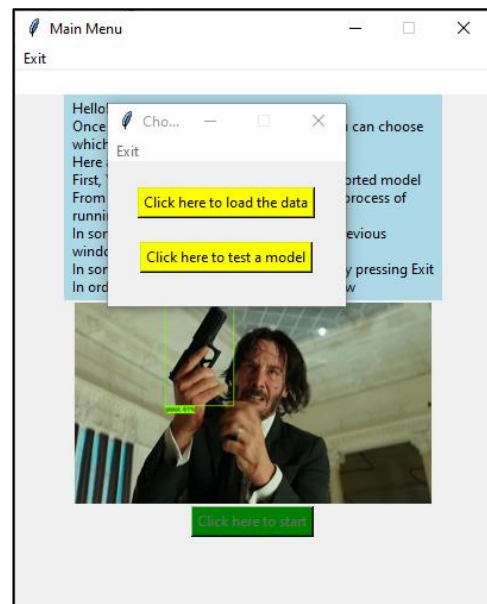 Main Menu
Exit
Hello!
Once can choose
which
Here
First, orted model
From process of
runni
In sor evious
windo
In sor y pressing Exit
In ord w
Cho...
Exit
Click here to load the data
Click here to test a model
Click here to start